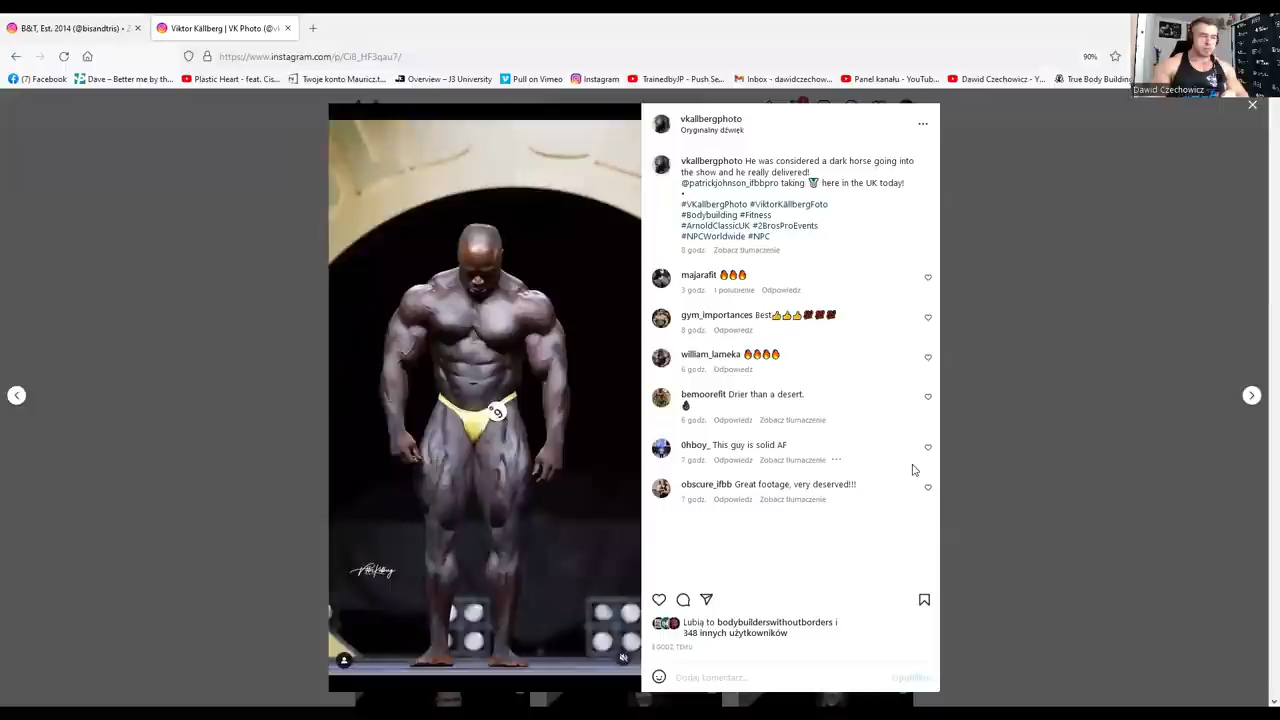 B&T, Est. 2014 (@bisandtris) •
Viktor Källberg | VK Photo (@v
https://www.instagram.com/p/Ci8_HF3qau7/
90%
(7) Facebook
Dave – Better me by th...
Plastic Heart - feat. Cis...
Twoje konto Mauricz.t...
Overview – J3 University
Pull on Vimeo
Instagram
TrainedbyJP - Push Se...
Inbox - dawidczechow...
Panel kanału - YouTub...
Dawid Czechowicz - Y...
True Body Building
Dawid Czechowicz
vkallbergphoto
Oryginalny dźwięk
vkallbergphoto He was considered a dark horse going into
the show and he really delivered!
@patrickjohnson_ifbbpro taking 🥇 here in the UK today!
•
#VKallbergPhoto #ViktorKällbergFoto
#Bodybuilding #Fitness
#ArnoldClassicUK #2BrosProEvents
#NPCWorldwide #NPC
8 godz. Zobacz tłumaczenie
majarafit 🔥🔥🔥
3 godz. 1 polubienie Odpowiedz
gym_importances Best👍👍👍💯💯💯
8 godz. Odpowiedz
william_lameka 🔥🔥🔥🔥
6 godz. Odpowiedz
bemoorefit Drier than a desert.
6 godz. Odpowiedz Zobacz tłumaczenie
0hboy_ This guy is solid AF
7 godz. Odpowiedz Zobacz tłumaczenie ...
obscure_ifbb Great footage, very deserved!!!
7 godz. Odpowiedz Zobacz tłumaczenie
Lubią to bodybuilderswithoutborders i
348 innych użytkowników
8 GODZ. TEMU
Dodaj komentarz...
Opublikuj